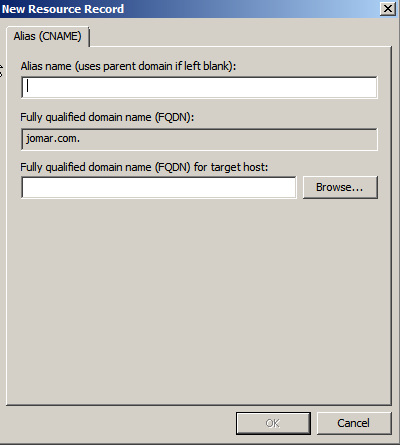 New Resource Record
Alias (CNAME)
Alias name (uses parent domain if left blank):
Fully qualified domain name (FQDN):
jomar.com.
Fully qualified domain name (FQDN) for target host:
Browse...
OK
Cancel